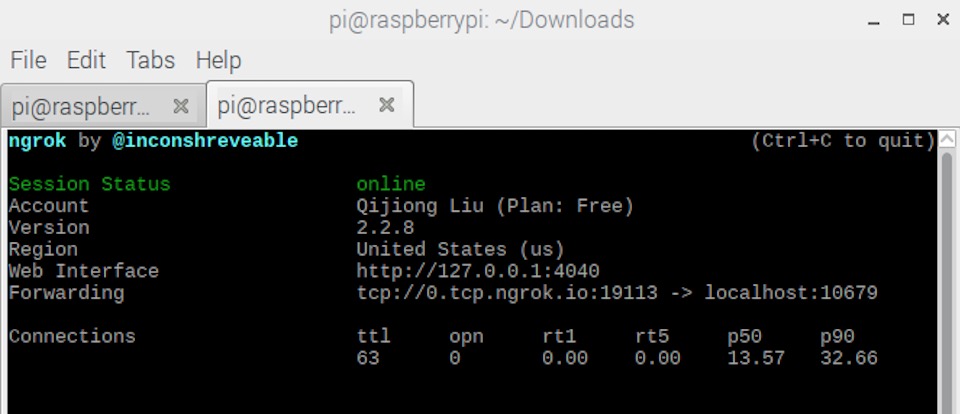 pi@raspberrypi: ~/Downloads
File Edit Tabs Help
pi@raspberr... pi@raspberr...
ngrok by @inconshreveable (Ctrl+C to quit)
Session Status online
Account Qijiong Liu (Plan: Free)
Version 2.2.8
Region United States (us)
Web Interface http://127.0.0.1:4040
Forwarding tcp://0.tcp.ngrok.io:19113 -> localhost:10679
Connections ttl opn rt1 rt5 p50 p90
63 0 0.00 0.00 13.57 32.66